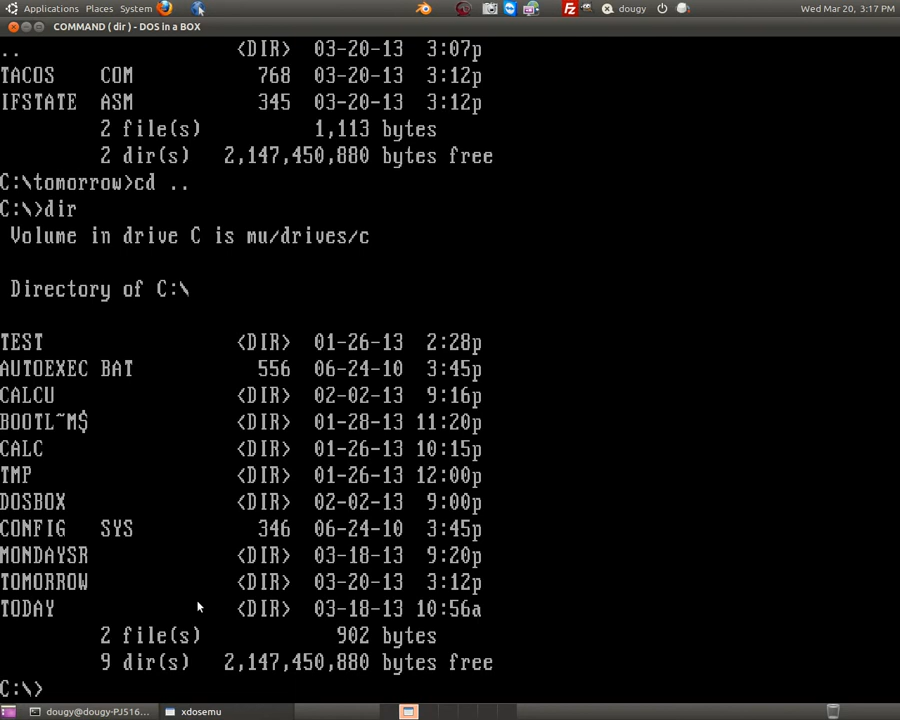 Applications Places System dougy Wed Mar 20, 3:17 PM
COMMAND ( dir ) - DOS in a BOX
.. <DIR> 03-20-13 3:07p
TACOS COM 768 03-20-13 3:12p
IFSTATE ASM 345 03-20-13 3:12p
2 file(s) 1,113 bytes
2 dir(s) 2,147,450,880 bytes free
C:\tomorrow>cd ..
C:\>dir
Volume in drive C is mu/drives/c
Directory of C:\
TEST <DIR> 01-26-13 2:28p
AUTOEXEC BAT 556 06-24-10 3:45p
CALCU <DIR> 02-02-13 9:16p
BOOTL~M$ <DIR> 01-28-13 11:20p
CALC <DIR> 01-26-13 10:15p
TMP <DIR> 01-26-13 12:00p
DOSBOX <DIR> 02-02-13 9:00p
CONFIG SYS 346 06-24-10 3:45p
MONDAYSR <DIR> 03-18-13 9:20p
TOMORROW <DIR> 03-20-13 3:12p
TODAY <DIR> 03-18-13 10:56a
2 file(s) 902 bytes
9 dir(s) 2,147,450,880 bytes free
C:\>
dougy@dougy-PJS16... xdosemu